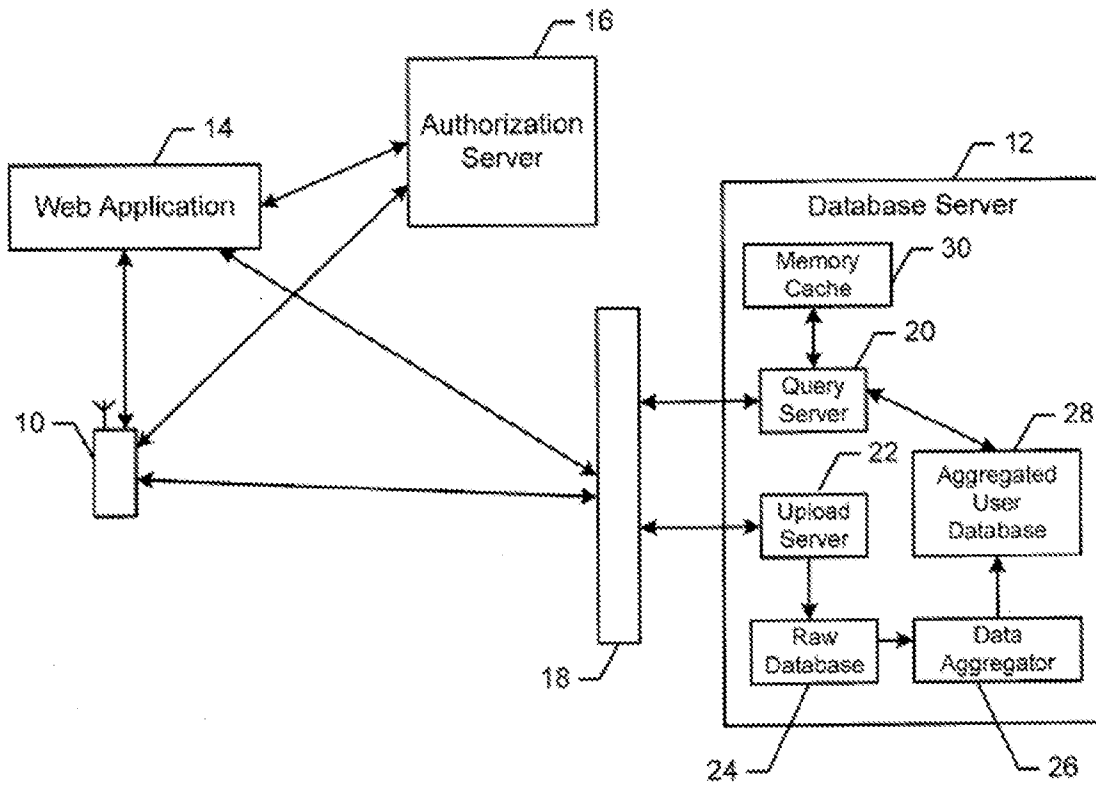 16
Authorization
Server
14
Web Application
12
Database Server
Memory
Cache
30
20
Query
Server
10
28
Aggregated
User
Database
22
Upload
Server
Raw
Database
Data
Aggregator
18
24
26